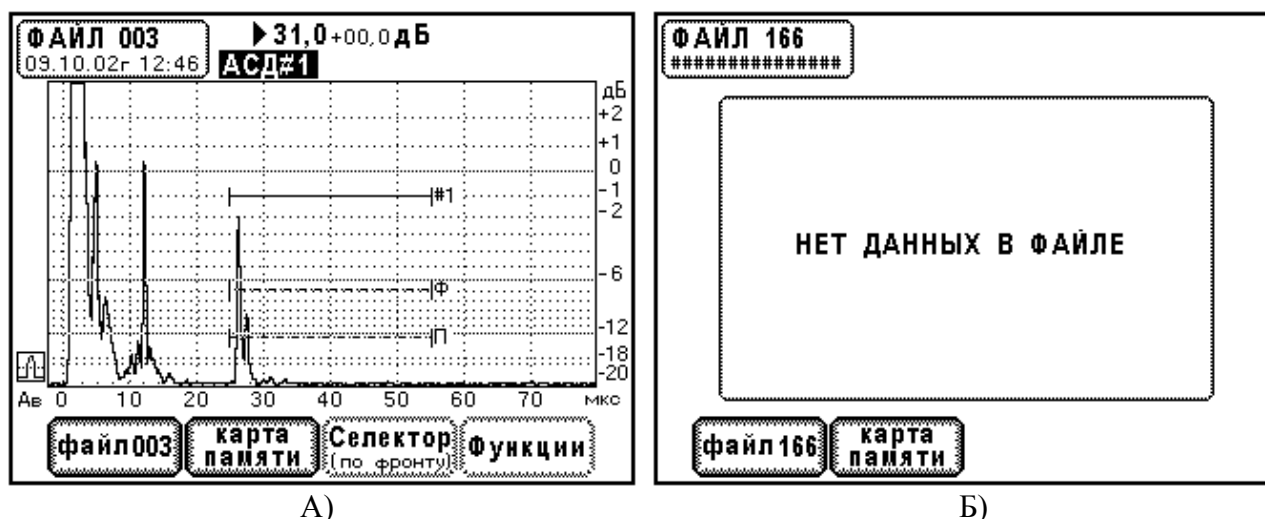 ФАЙЛ 003
09.10.02г 12:46
31,0+00,0дБ
АСД#1
дБ
+2
+1
0
-1
#1
-2
-6
Ф
-12
П
-18
-20
Ав 0 10 20 30 40 50 60 70 мкс
файл003
карта
памяти
Селектор
(по фронту)
Функции
А)
ФАЙЛ 166
###############
НЕТ ДАННЫХ В ФАЙЛЕ
файл166
карта
памяти
Б)